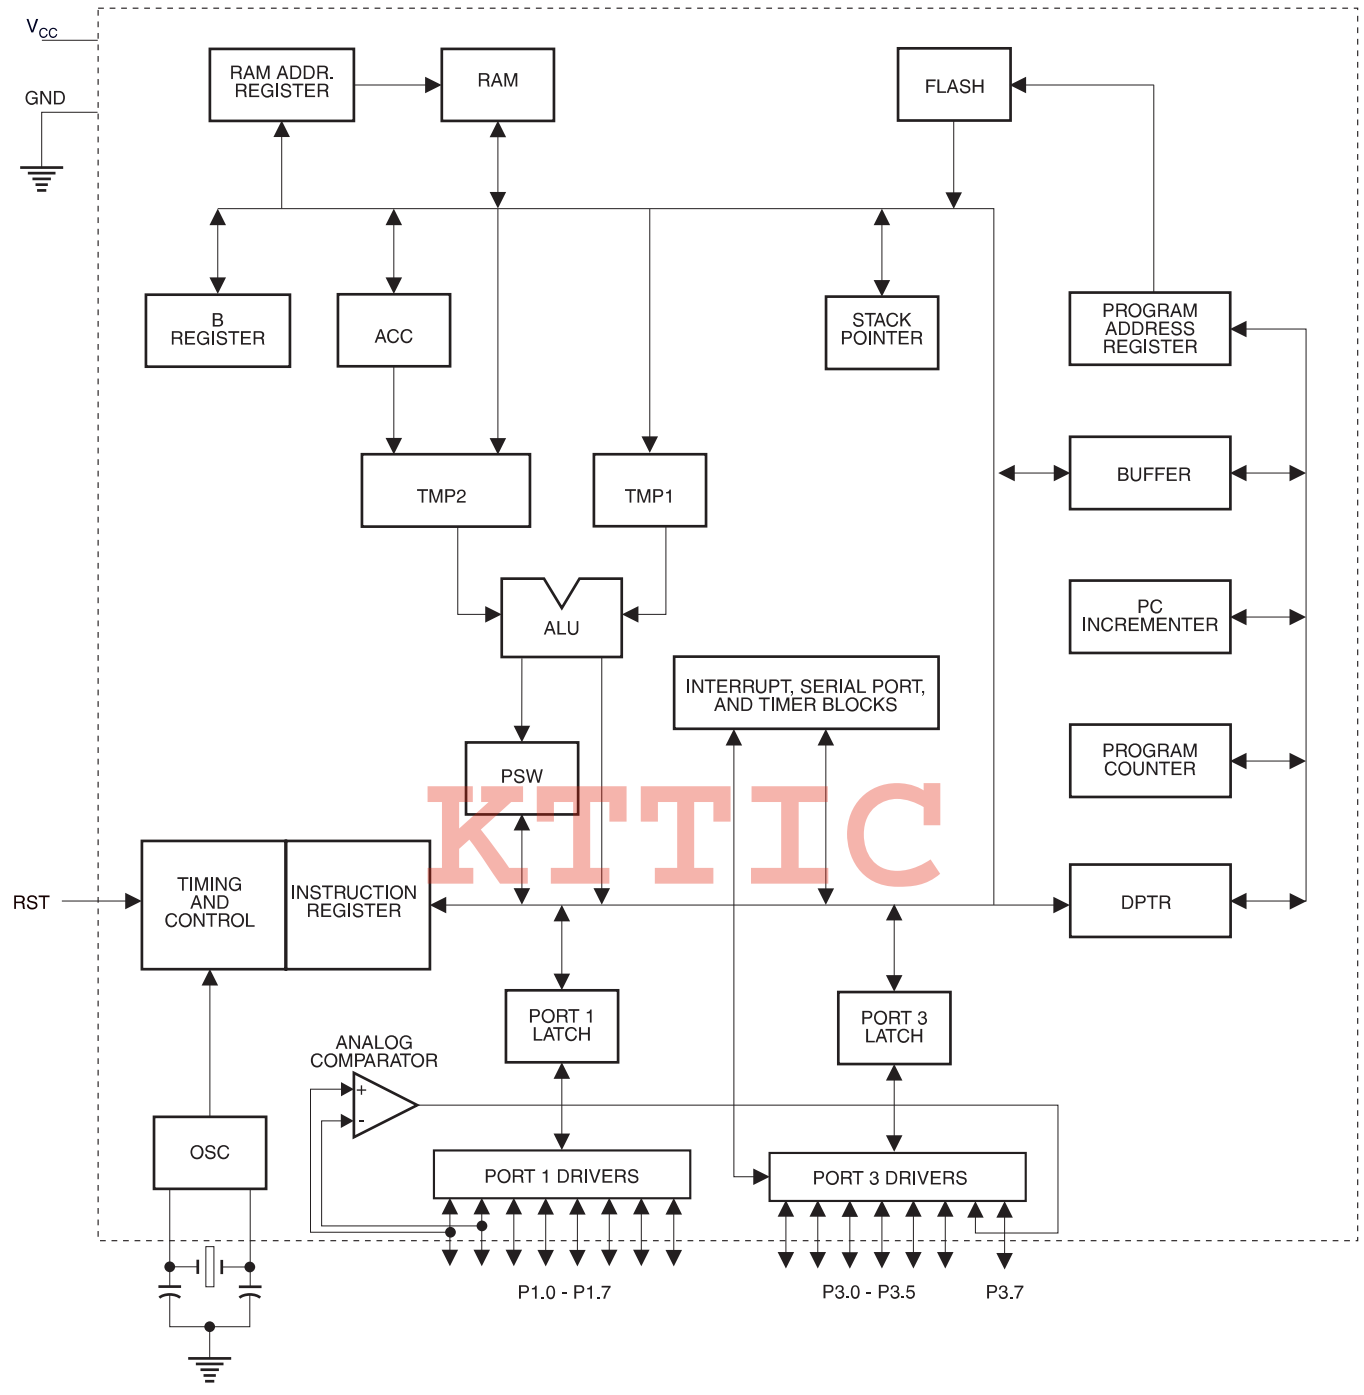 VCC
GND
RAM ADDR.
REGISTER
RAM
FLASH
B
REGISTER
ACC
STACK
POINTER
PROGRAM
ADDRESS
REGISTER
BUFFER
TMP2
TMP1
PC
INCREMENTER
ALU
INTERRUPT, SERIAL PORT,
AND TIMER BLOCKS
PROGRAM
COUNTER
PSW
KTTIC
RST
TIMING
AND
CONTROL
INSTRUCTION
REGISTER
DPTR
PORT 1
LATCH
PORT 3
LATCH
ANALOG
COMPARATOR
+
-
OSC
PORT 1 DRIVERS
PORT 3 DRIVERS
P1.0 - P1.7
P3.0 - P3.5
P3.7